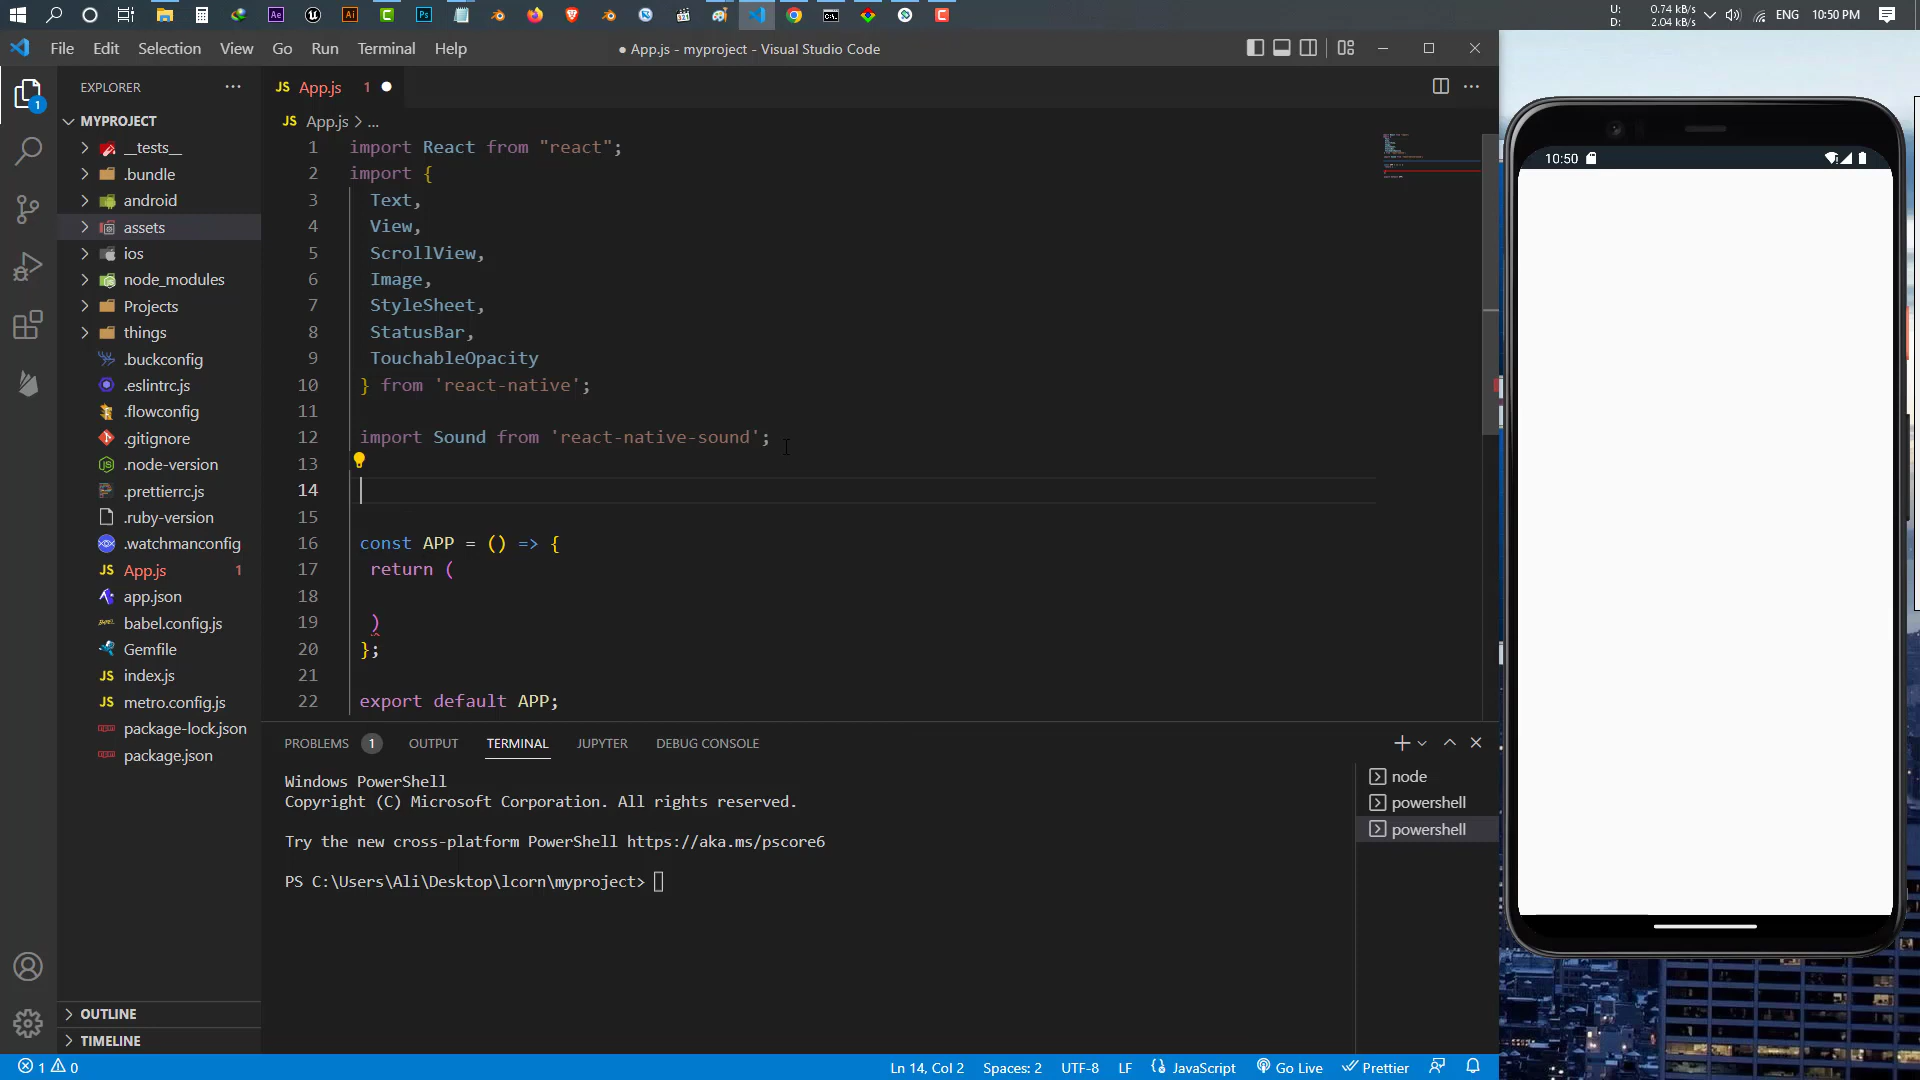 U: 0.74 kB/s
D: 2.04 kB/s
ENG 10:50 PM
File Edit Selection View Go Run Terminal Help
● App.js - myproject - Visual Studio Code
EXPLORER
JS App.js 1
MYPROJECT
JS App.js > ...
__tests__
.bundle
android
assets
ios
node_modules
Projects
things
.buckconfig
.eslintrc.js
.flowconfig
.gitignore
.node-version
.prettierrc.js
.ruby-version
.watchmanconfig
JS App.js 1
app.json
babel.config.js
Gemfile
JS index.js
JS metro.config.js
package-lock.json
package.json
OUTLINE
TIMELINE
1 import React from "react";
2 import {
3 Text,
4 View,
5 ScrollView,
6 Image,
7 StyleSheet,
8 StatusBar,
9 TouchableOpacity
10 } from 'react-native';
11
12 import Sound from 'react-native-sound';
13
14
15
16 const APP = () => {
17 return (
18
19 )
20 };
21
22 export default APP;
PROBLEMS 1 OUTPUT TERMINAL JUPYTER DEBUG CONSOLE
Windows PowerShell
Copyright (C) Microsoft Corporation. All rights reserved.
Try the new cross-platform PowerShell https://aka.ms/pscore6
PS C:\Users\Ali\Desktop\lcorn\myproject>
node
powershell
powershell
1 0
Ln 14, Col 2 Spaces: 2 UTF-8 LF JavaScript Go Live Prettier
10:50